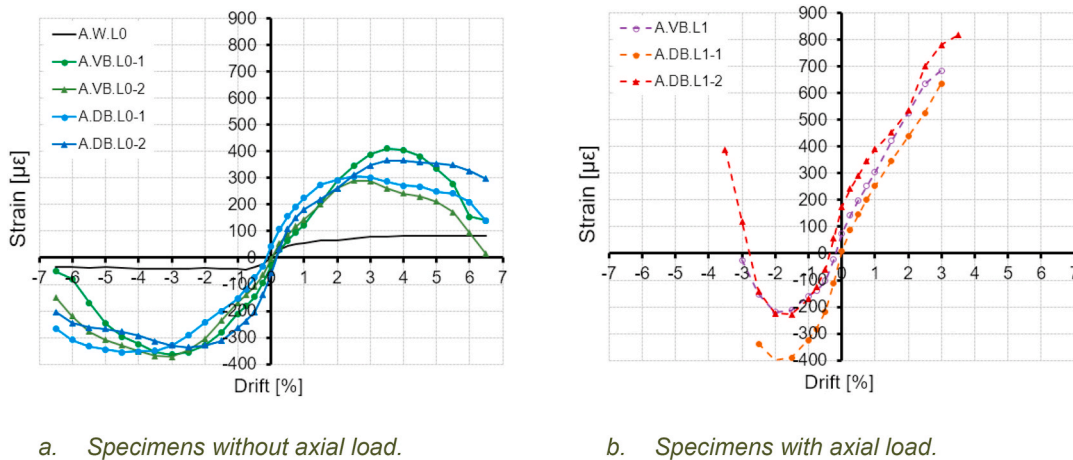 900
800
700
600
500
400
300
200
100
0
-100
-200
-300
-400
-7 -6 -5 -4 -3 -2 -1 0 1 2 3 4 5 6 7
Strain [µε]
Drift [%]
A.W.L0
A.VB.L0-1
A.VB.L0-2
A.DB.L0-1
A.DB.L0-2
a. Specimens without axial load.
900
800
700
600
500
400
300
200
100
0
-100
-200
-300
-400
-7 -6 -5 -4 -3 -2 -1 0 1 2 3 4 5 6 7
Strain [µε]
Drift [%]
A.VB.L1
A.DB.L1-1
A.DB.L1-2
b. Specimens with axial load.